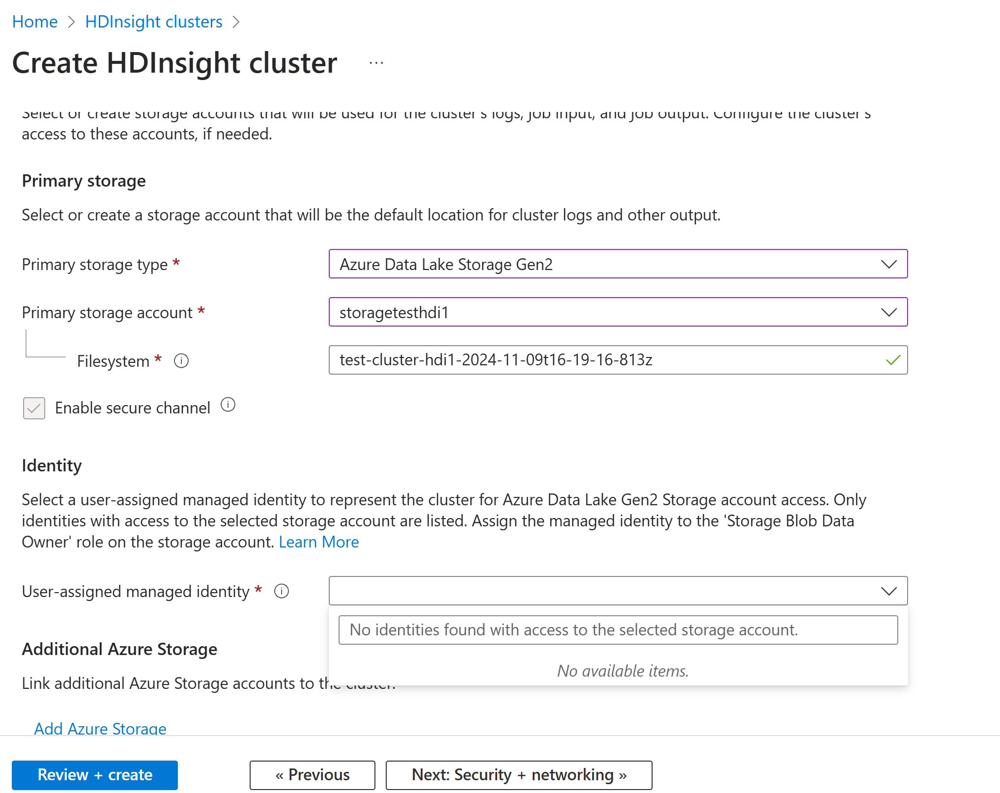 Home > HDInsight clusters >
Create HDInsight cluster ...
Select or create storage accounts that will be used for the cluster's logs, job input, and job output. Configure the cluster's
access to these accounts, if needed.
Primary storage
Select or create a storage account that will be the default location for cluster logs and other output.
Primary storage type *
Azure Data Lake Storage Gen2
Primary storage account *
storagetesthdi1
Filesystem *
test-cluster-hdi1-2024-11-09t16-19-16-813z
Enable secure channel
Identity
Select a user-assigned managed identity to represent the cluster for Azure Data Lake Gen2 Storage account access. Only
identities with access to the selected storage account are listed. Assign the managed identity to the 'Storage Blob Data
Owner' role on the storage account. Learn More
User-assigned managed identity *
No identities found with access to the selected storage account.
No available items.
Additional Azure Storage
Link additional Azure Storage accounts to the cluster.
Add Azure Storage
Review + create
« Previous
Next: Security + networking »